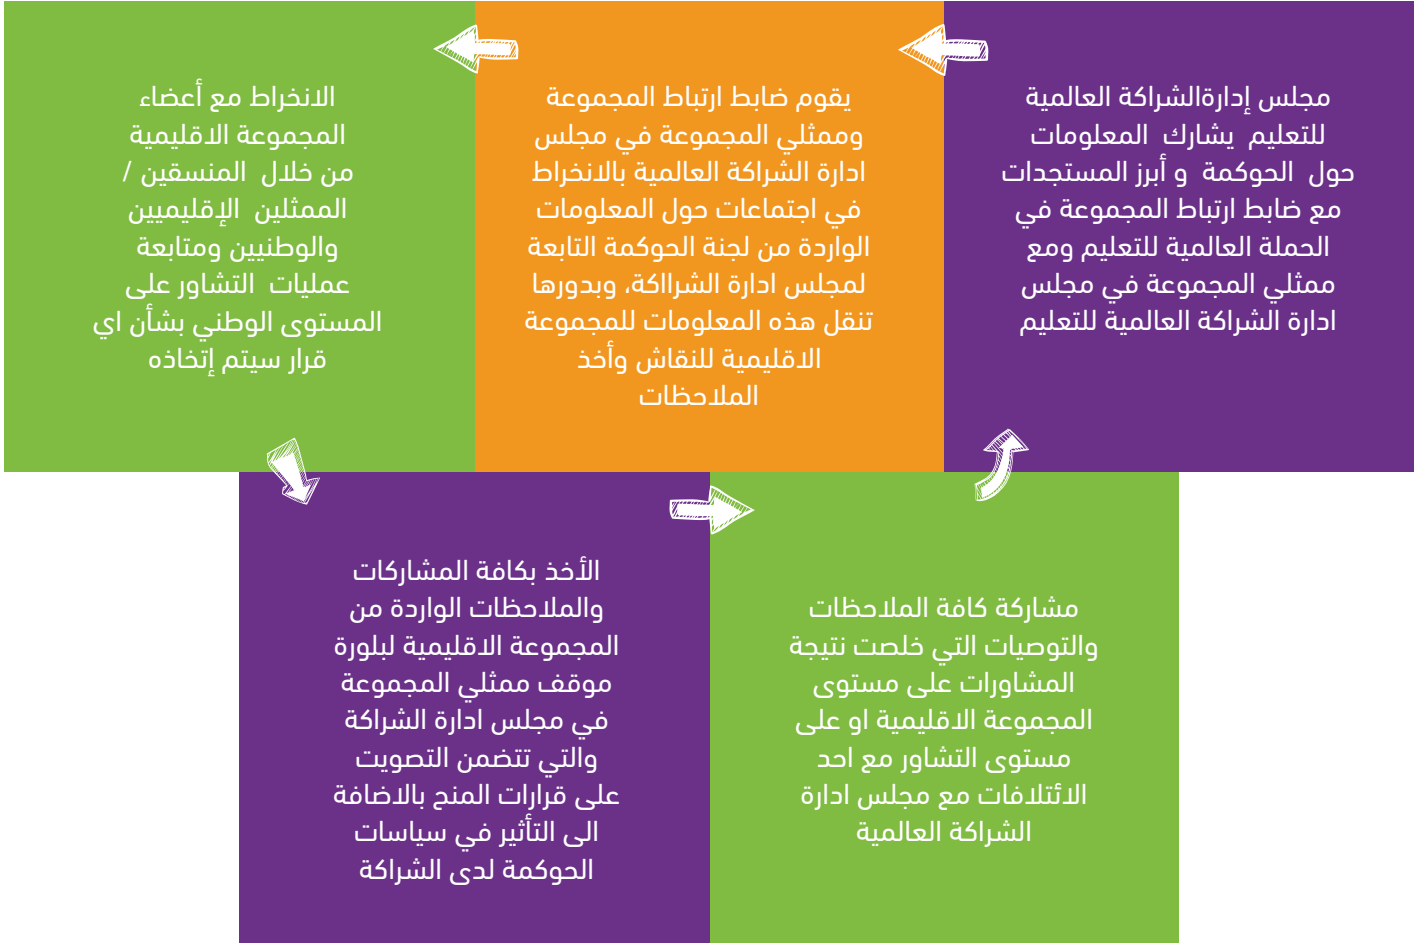 مجلس إدارةالشراكة العالمية
للتعليم يشارك المعلومات
حول الحوكمة و أبرز المستجدات
مع ضابط ارتباط المجموعة في
الحملة العالمية للتعليم ومع
ممثلي المجموعة في مجلس
ادارة الشراكة العالمية للتعليم
يقوم ضابط ارتباط المجموعة
وممثلي المجموعة في مجلس
ادارة الشراكة العالمية بالانخراط
في اجتماعات حول المعلومات
الواردة من لجنة الحوكمة التابعة
لمجلس ادارة الشرااكة، وبدورها
تنقل هذه المعلومات للمجموعة
الاقليمية للنقاش وأخذ
الملاحظات
الانخراط مع أعضاء
المجموعة الاقليمية
من خلال المنسقين /
الممثلين الإقليميين
والوطنيين ومتابعة
عمليات التشاور على
المستوى الوطني بشأن اي
قرار سيتم إتخاذه
الأخذ بكافة المشاركات
والملاحظات الواردة من
المجموعة الاقليمية لبلورة
موقف ممثلي المجموعة
في مجلس ادارة الشراكة
والتي تتضمن التصويت
على قرارات المنح بالاضافة
الى التأثير في سياسات
الحوكمة لدى الشراكة
مشاركة كافة الملاحظات
والتوصيات التي خلصت نتيجة
المشاورات على مستوى
المجموعة الاقليمية او على
مستوى التشاور مع احد
الائتلافات مع مجلس ادارة
الشراكة العالمية